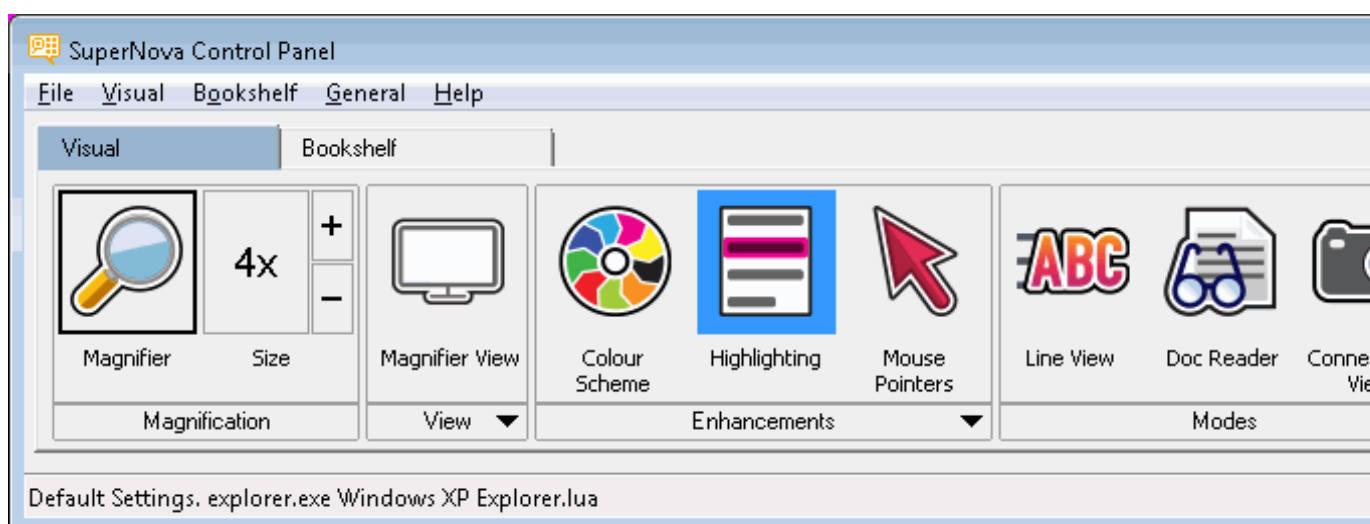 SuperNova Control Panel
File Visual Bookshelf General Help
Visual Bookshelf
4x + −
ABC
Magnifier Size Magnifier View Colour Scheme Highlighting Mouse Pointers Line View Doc Reader
Magnification View Enhancements Modes
Default Settings. explorer.exe Windows XP Explorer.lua